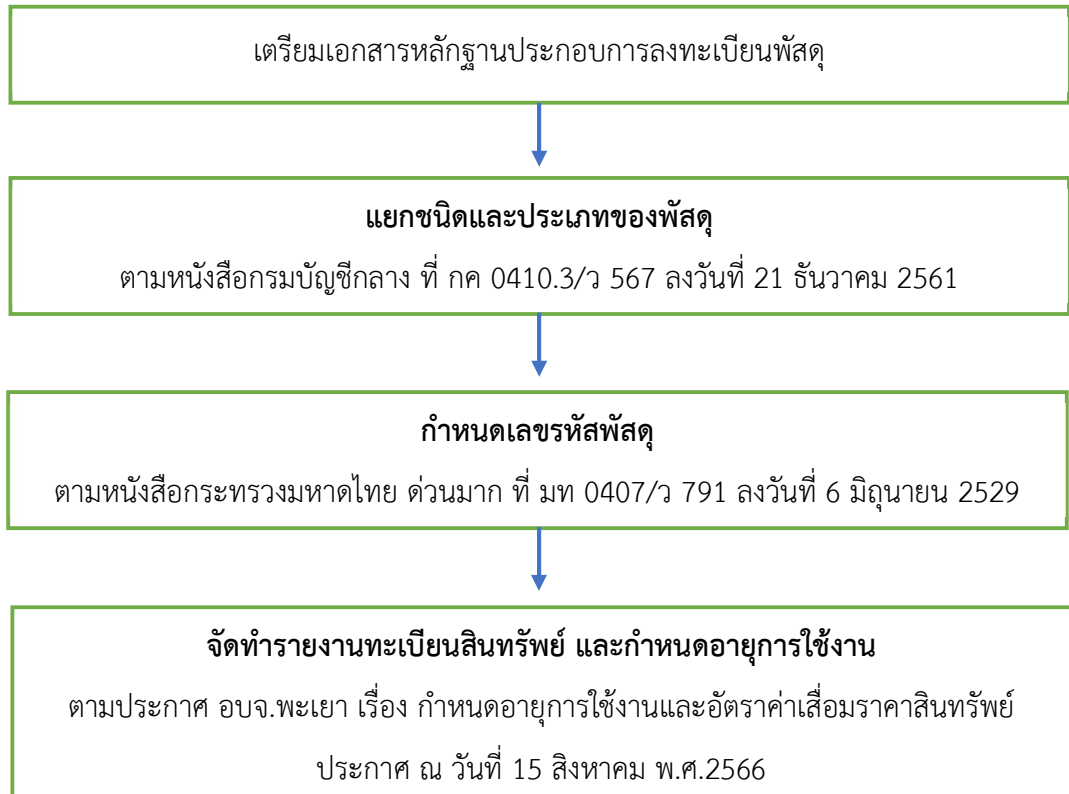 เตรียมเอกสารหลักฐานประกอบการลงทะเบียนพัสดุ
แยกชนิดและประเภทของพัสดุ
ตามหนังสือกรมบัญชีกลาง ที่ กค 0410.3/ว 567 ลงวันที่ 21 ธันวาคม 2561
กำหนดเลขรหัสพัสดุ
ตามหนังสือกระทรวงมหาดไทย ด่วนมาก ที่ มท 0407/ว 791 ลงวันที่ 6 มิถุนายน 2529
จัดทำรายงานทะเบียนสินทรัพย์ และกำหนดอายุการใช้งาน
ตามประกาศ อบจ.พะเยา เรื่อง กำหนดอายุการใช้งานและอัตราค่าเสื่อมราคาสินทรัพย์
ประกาศ ณ วันที่ 15 สิงหาคม พ.ศ.2566